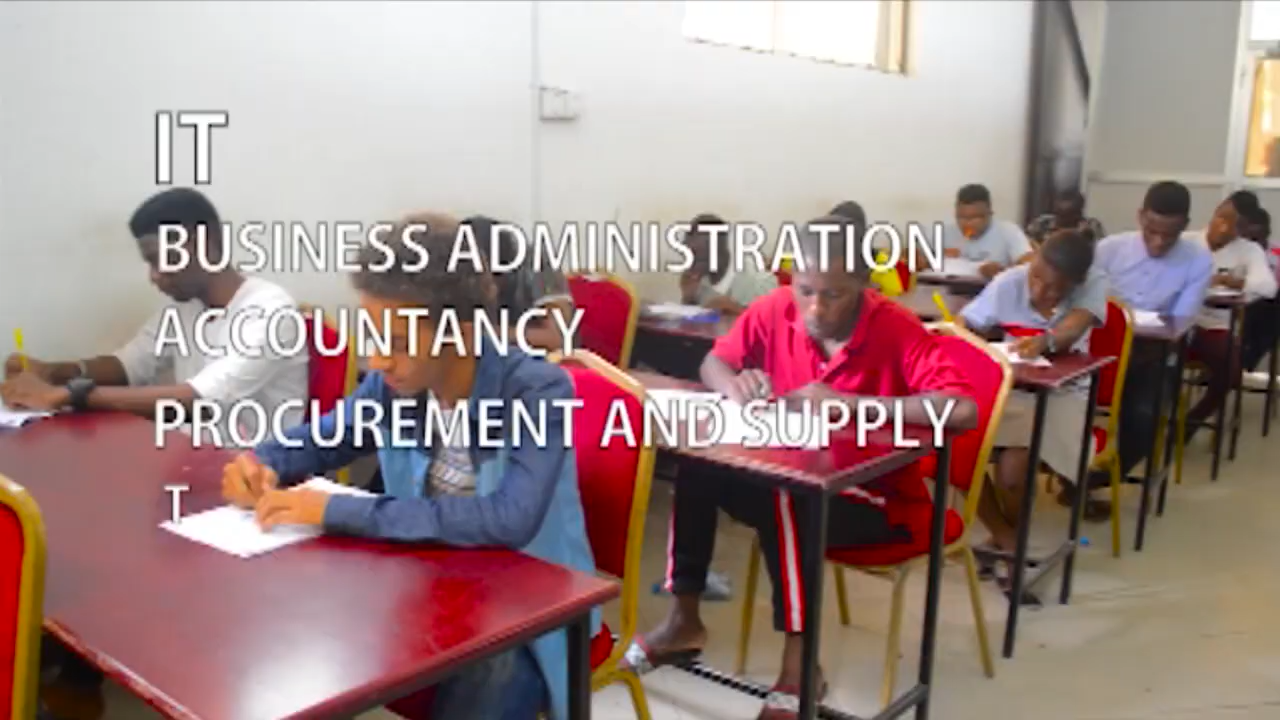 IT
BUSINESS ADMINISTRATION
ACCOUNTANCY
PROCUREMENT AND SUPPLY
T